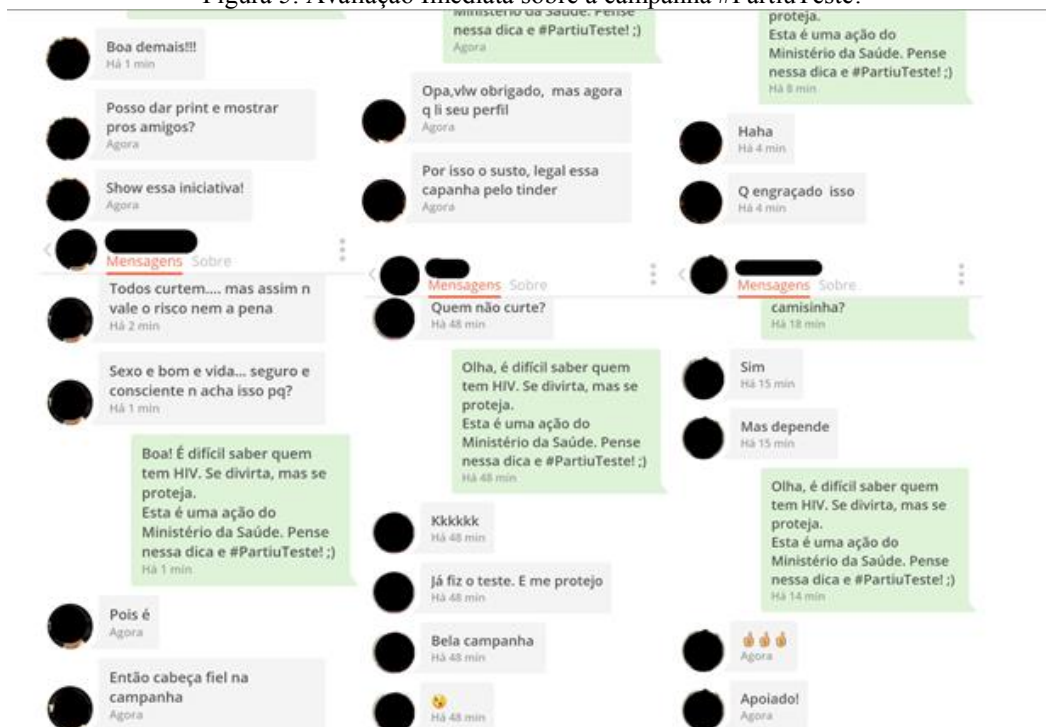 Figura 5: Avaliação imediata sobre a campanha #PartiuTeste!
Boa demais!!!
Há 1 min
Posso dar print e mostrar
pros amigos?
Agora
Show essa iniciativa!
Agora
Ministério da Saúde. Pense
nessa dica e #PartiuTeste! ;)
Agora
Opa,vlw obrigado, mas agora
q li seu perfil
Agora
Por isso o susto, legal essa
capanha pelo tinder
Agora
proteja.
Esta é uma ação do
Ministério da Saúde. Pense
nessa dica e #PartiuTeste! ;)
Há 8 min
Haha
Há 4 min
Q engraçado isso
Há 4 min
Mensagens Sobre
Todos curtem.... mas assim n
vale o risco nem a pena
Há 2 min
Sexo e bom e vida... seguro e
consciente n acha isso pq?
Há 1 min
Boa! É difícil saber quem
tem HIV. Se divirta, mas se
proteja.
Esta é uma ação do
Ministério da Saúde. Pense
nessa dica e #PartiuTeste! ;)
Há 1 min
Pois é
Agora
Então cabeça fiel na
campanha
Agora
Mensagens Sobre
Quem não curte?
Há 48 min
Olha, é difícil saber quem
tem HIV. Se divirta, mas se
proteja.
Esta é uma ação do
Ministério da Saúde. Pense
nessa dica e #PartiuTeste! ;)
Há 48 min
Kkkkkk
Há 48 min
Já fiz o teste. E me protejo
Há 48 min
Bela campanha
Há 48 min
Há 48 min
Mensagens Sobre
camisinha?
Há 18 min
Sim
Há 15 min
Mas depende
Há 15 min
Olha, é difícil saber quem
tem HIV. Se divirta, mas se
proteja.
Esta é uma ação do
Ministério da Saúde. Pense
nessa dica e #PartiuTeste! ;)
Há 14 min
Agora
Apoiado!
Agora